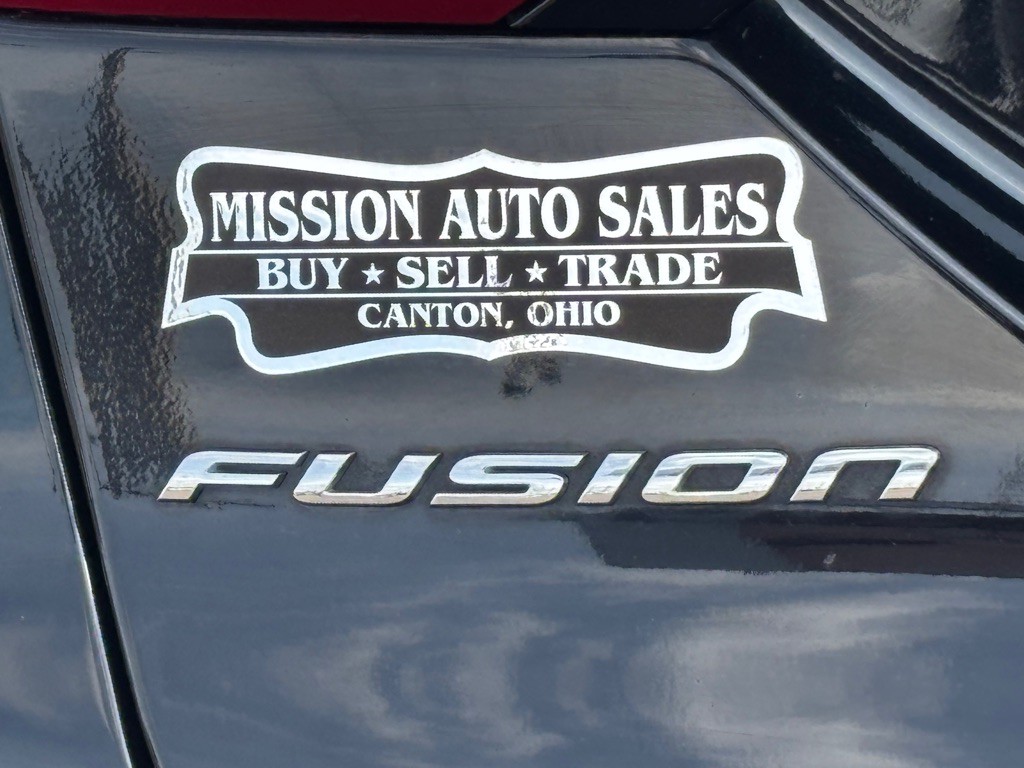 MISSION AUTO SALES
BUY ★ SELL ★ TRADE
CANTON, OHIO
FUSION